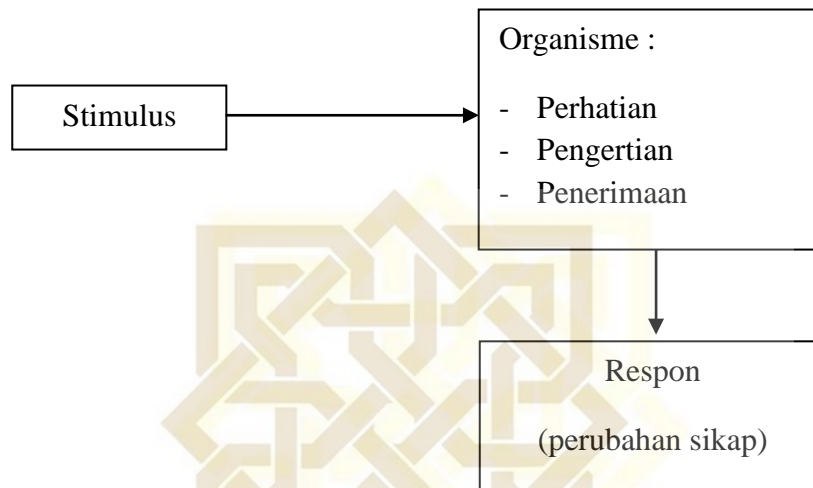 Organisme :
Stimulus
- Perhatian
- Pengertian
- Penerimaan
Respon
(perubahan sikap)